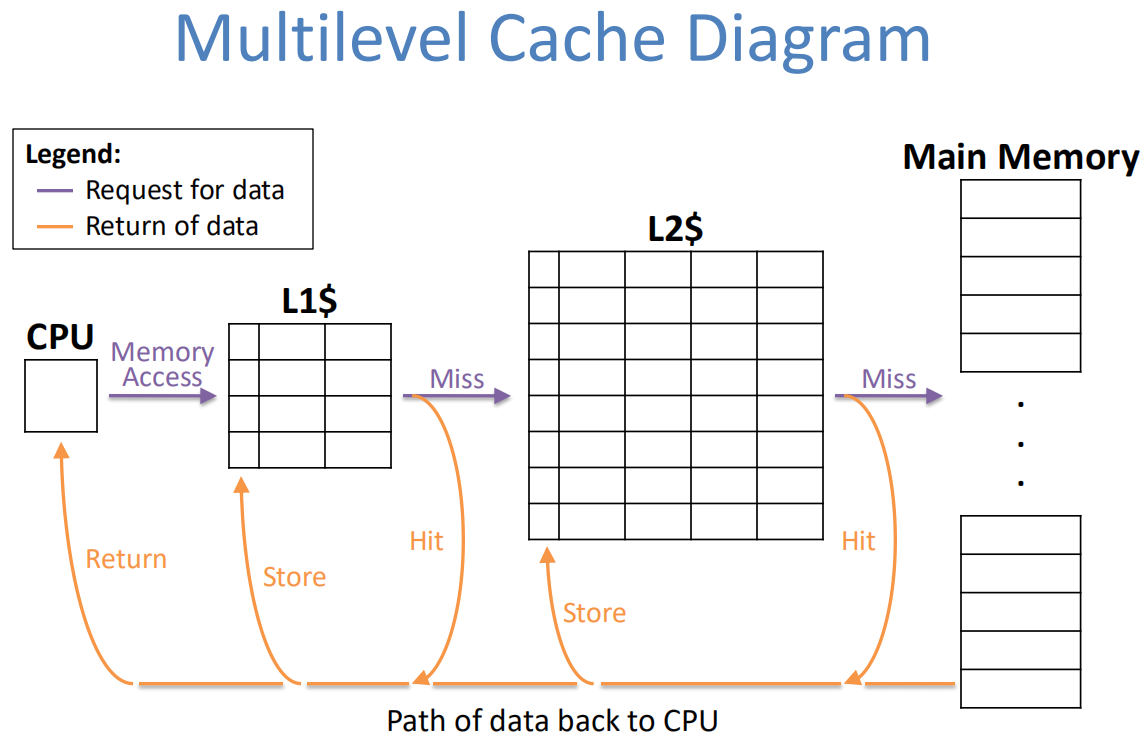 Multilevel Cache Diagram
Legend:
Request for data
Return of data
Main Memory
L2$
L1$
CPU
Memory
Access
Miss
Miss
Hit
Hit
Return
Store
Store
Path of data back to CPU